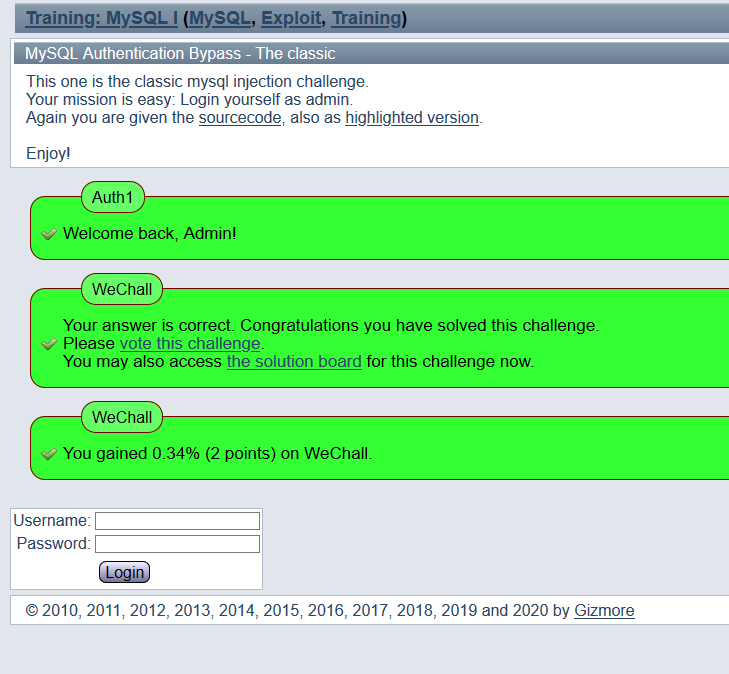 Training: MySQL I (MySQL, Exploit, Training)
MySQL Authentication Bypass - The classic
This one is the classic mysql injection challenge.
Your mission is easy: Login yourself as admin.
Again you are given the sourcecode, also as highlighted version.
Enjoy!
Auth1
Welcome back, Admin!
WeChall
Your answer is correct. Congratulations you have solved this challenge.
Please vote this challenge.
You may also access the solution board for this challenge now.
WeChall
You gained 0.34% (2 points) on WeChall.
Username:
Password:
Login
© 2010, 2011, 2012, 2013, 2014, 2015, 2016, 2017, 2018, 2019 and 2020 by Gizmore